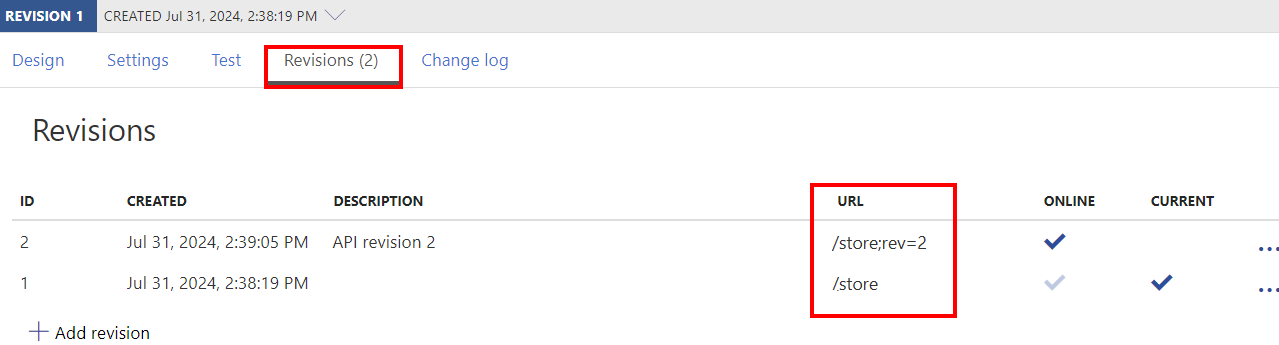 REVISION 1 CREATED Jul 31, 2024, 2:38:19 PM
Design Settings Test Revisions (2) Change log
Revisions
ID CREATED DESCRIPTION URL ONLINE CURRENT
2 Jul 31, 2024, 2:39:05 PM API revision 2 /store;rev=2
1 Jul 31, 2024, 2:38:19 PM /store
Add revision